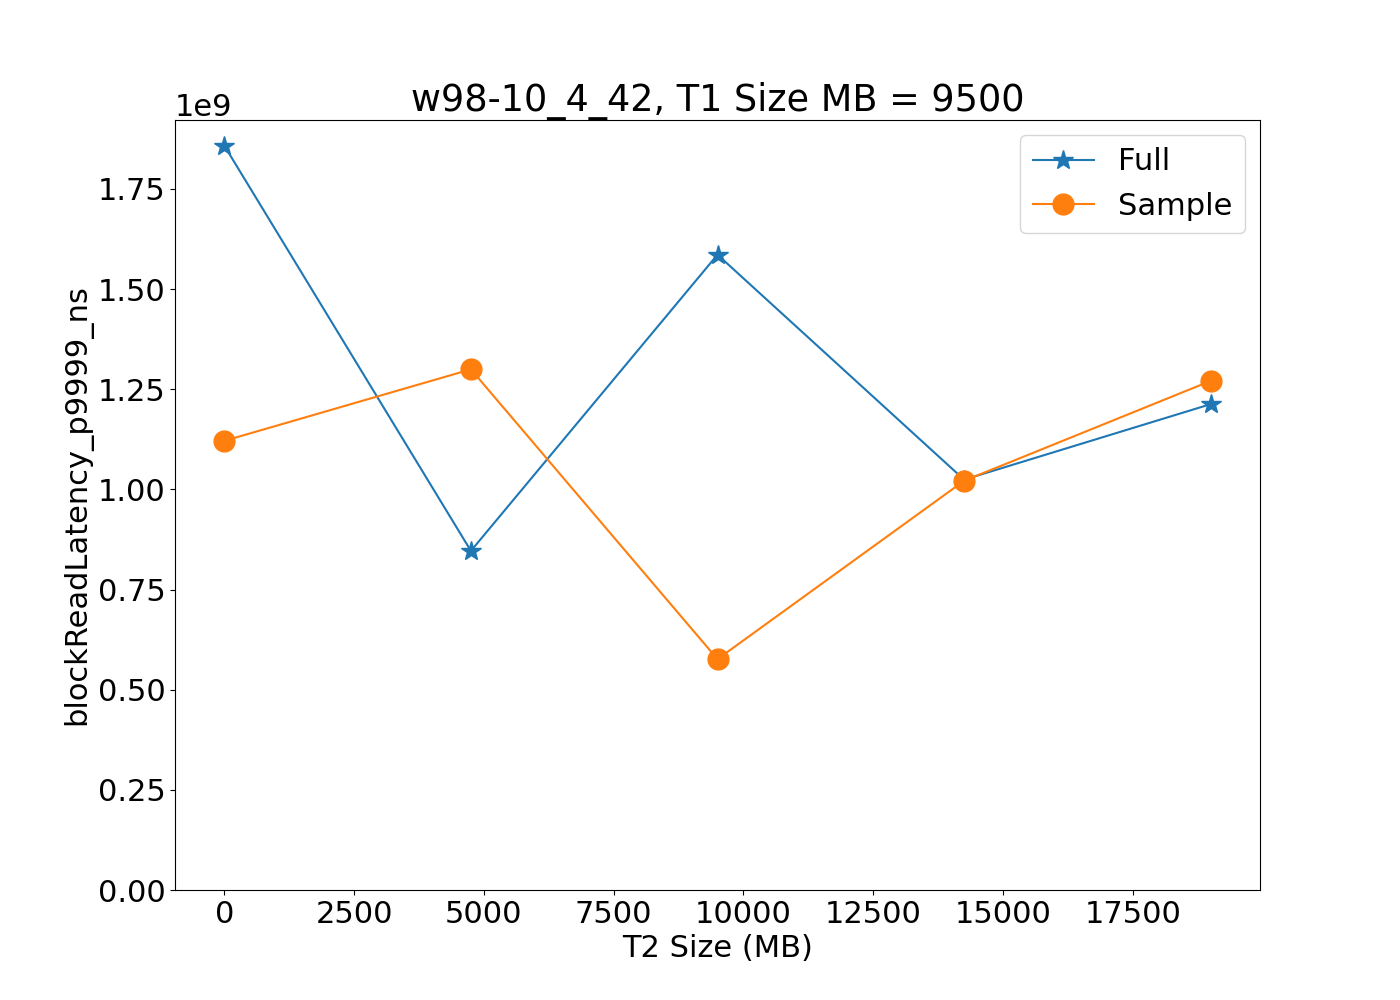 w98-10_4_42, T1 Size MB = 9500
1e9
Full
Sample
1.75
1.50
1.25
1.00
0.75
0.50
0.25
0.00
blockReadLatency_p9999_ns
0 2500 5000 7500 10000 12500 15000 17500
T2 Size (MB)